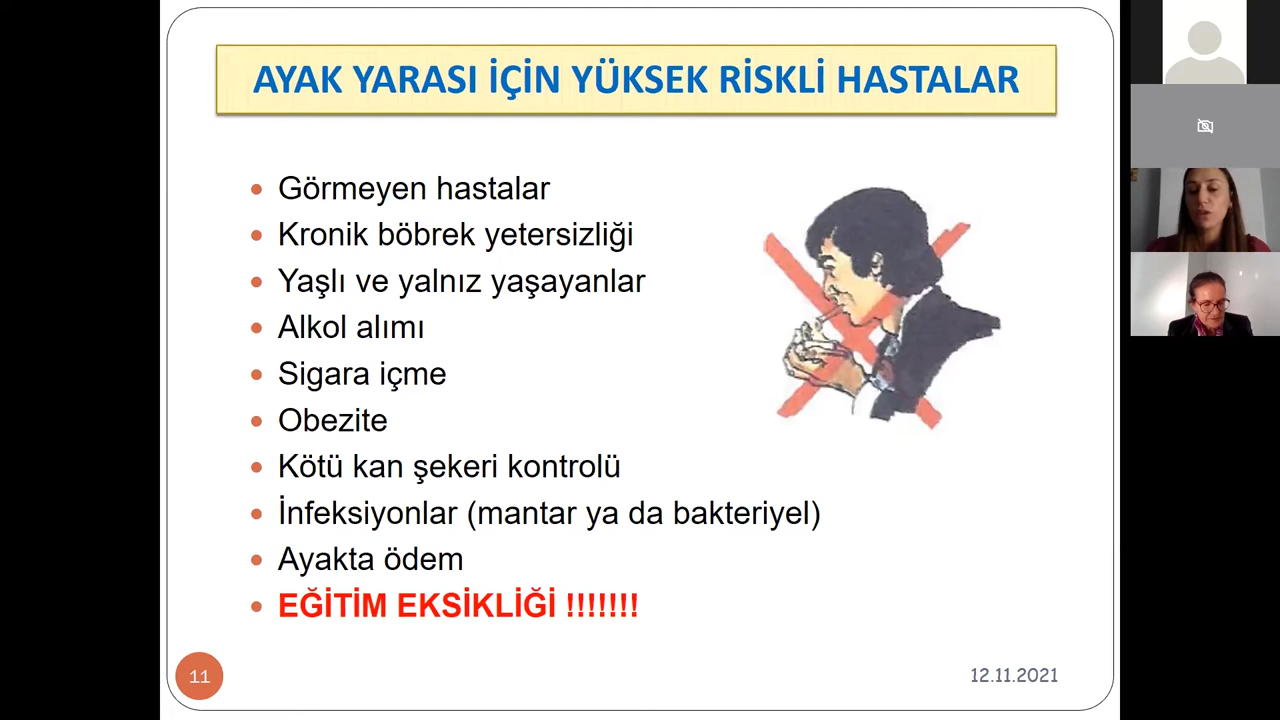 AYAK YARASI İÇİN YÜKSEK RİSKLİ HASTALAR
Görmeyen hastalar
Kronik böbrek yetersizliği
Yaşlı ve yalnız yaşayanlar
Alkol alımı
Sigara içme
Obezite
Kötü kan şekeri kontrolü
İnfeksiyonlar (mantar ya da bakteriyel)
Ayakta ödem
EĞİTİM EKSİKLİĞİ !!!!!!!
11
12.11.2021